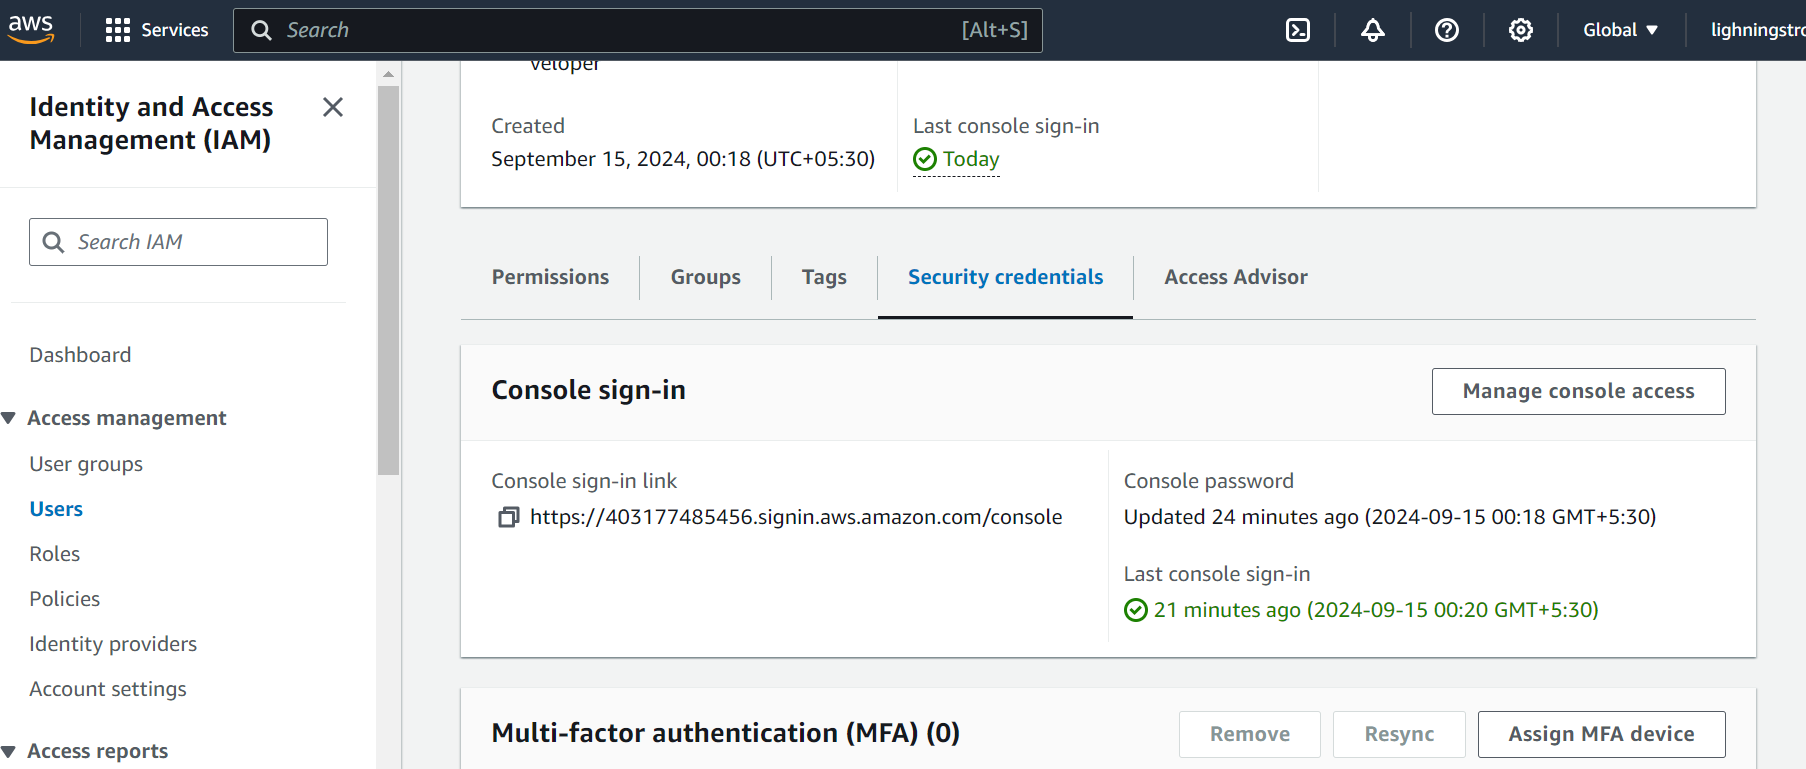 aws
Services
Search
[Alt+S]
Global
lighningstro
Identity and Access
Management (IAM)
Search IAM
Dashboard
Access management
User groups
Users
Roles
Policies
Identity providers
Account settings
Access reports
veloper
Created
September 15, 2024, 00:18 (UTC+05:30)
Last console sign-in
Today
Permissions
Groups
Tags
Security credentials
Access Advisor
Console sign-in
Manage console access
Console sign-in link
https://403177485456.signin.aws.amazon.com/console
Console password
Updated 24 minutes ago (2024-09-15 00:18 GMT+5:30)
Last console sign-in
21 minutes ago (2024-09-15 00:20 GMT+5:30)
Multi-factor authentication (MFA) (0)
Remove
Resync
Assign MFA device